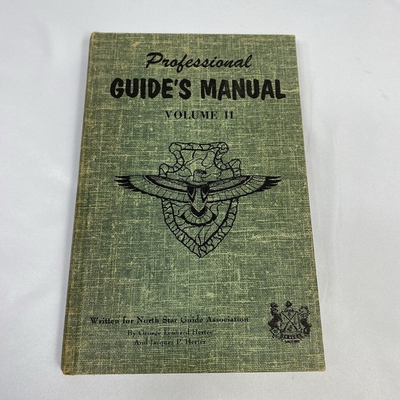 Professional
GUIDE'S MANUAL
VOLUME II
Written for North Star Guide Association
By George Leonard Herter
And Jacques P. Herter